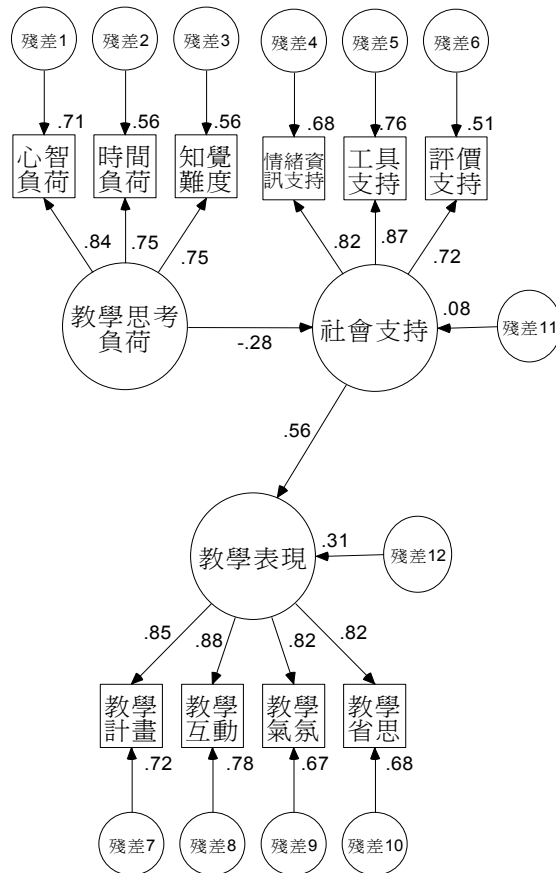 殘差1
殘差2
殘差3
殘差4
殘差5
殘差6
.71
.56
.56
.68
.76
.51
心智
負荷
時間
負荷
知覺
難度
情緒資
訊支持
工具
支持
評價
支持
.84
.75
.75
.82
.87
.72
教學思考
負荷
-.28
社會支持
.08
殘差11
.56
教學表現
.31
殘差12
.85
.88
.82
.82
教學
計畫
教學
互動
教學
氣氛
教學
省思
.72
.78
.67
.68
殘差7
殘差8
殘差9
殘差10